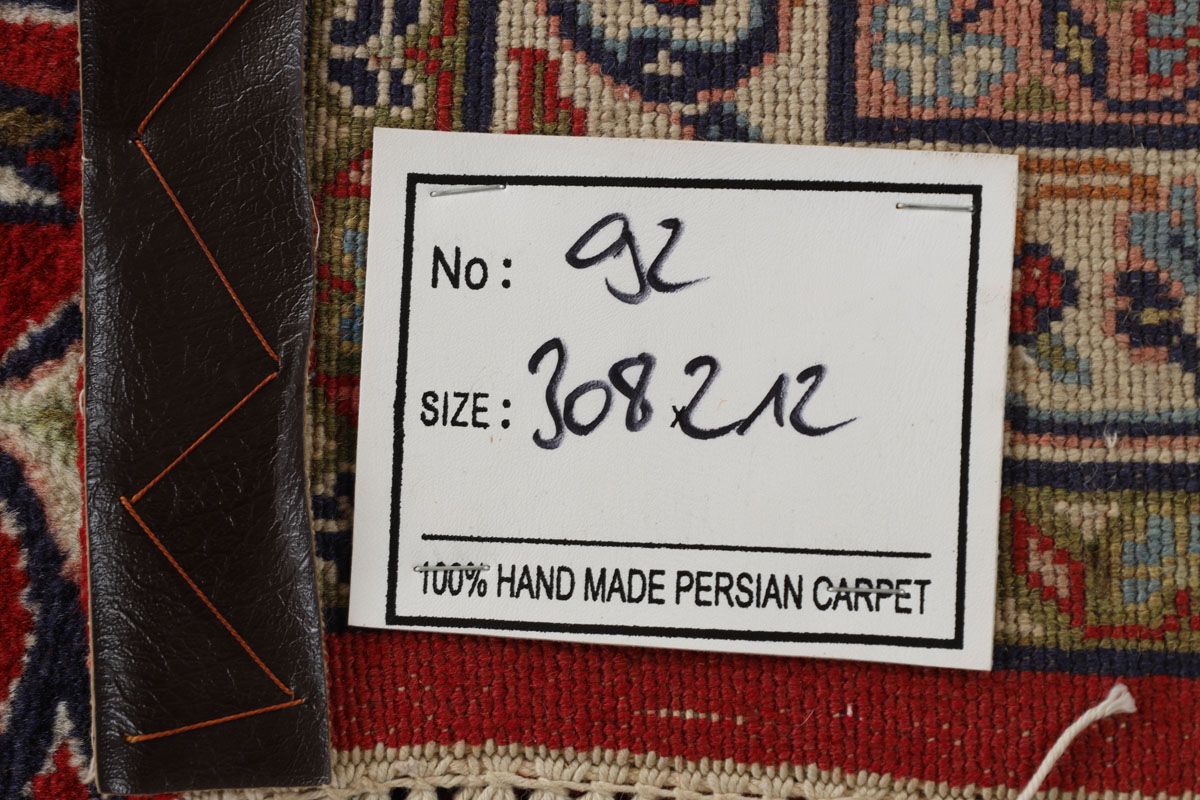 No: 92
SIZE: 308x212
100% HAND MADE PERSIAN CARPET